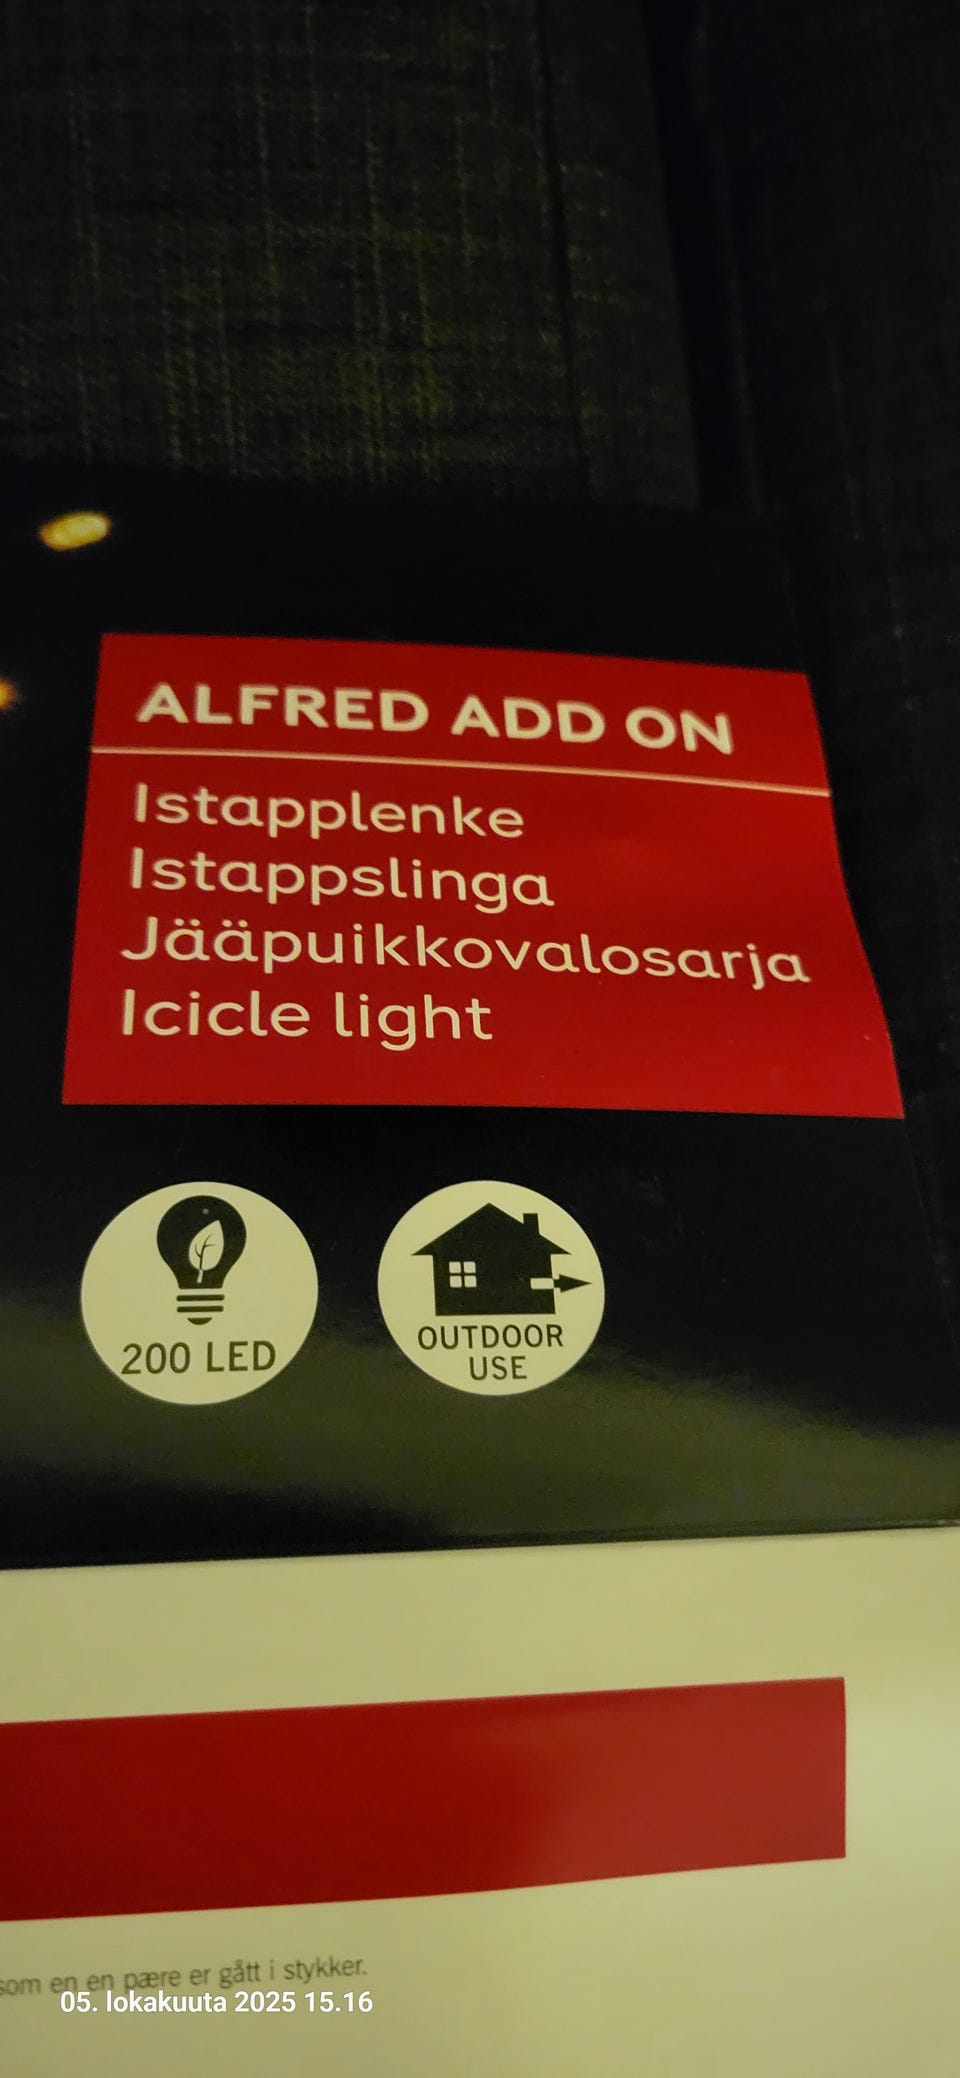 ALFRED ADD ON
Istapplenke
Istappslinga
Jääpuikkovalosarja
Icicle light
200 LED
OUTDOOR
USE
som en en pære er gått i stykker.
05. lokakuuta 2025 15.16